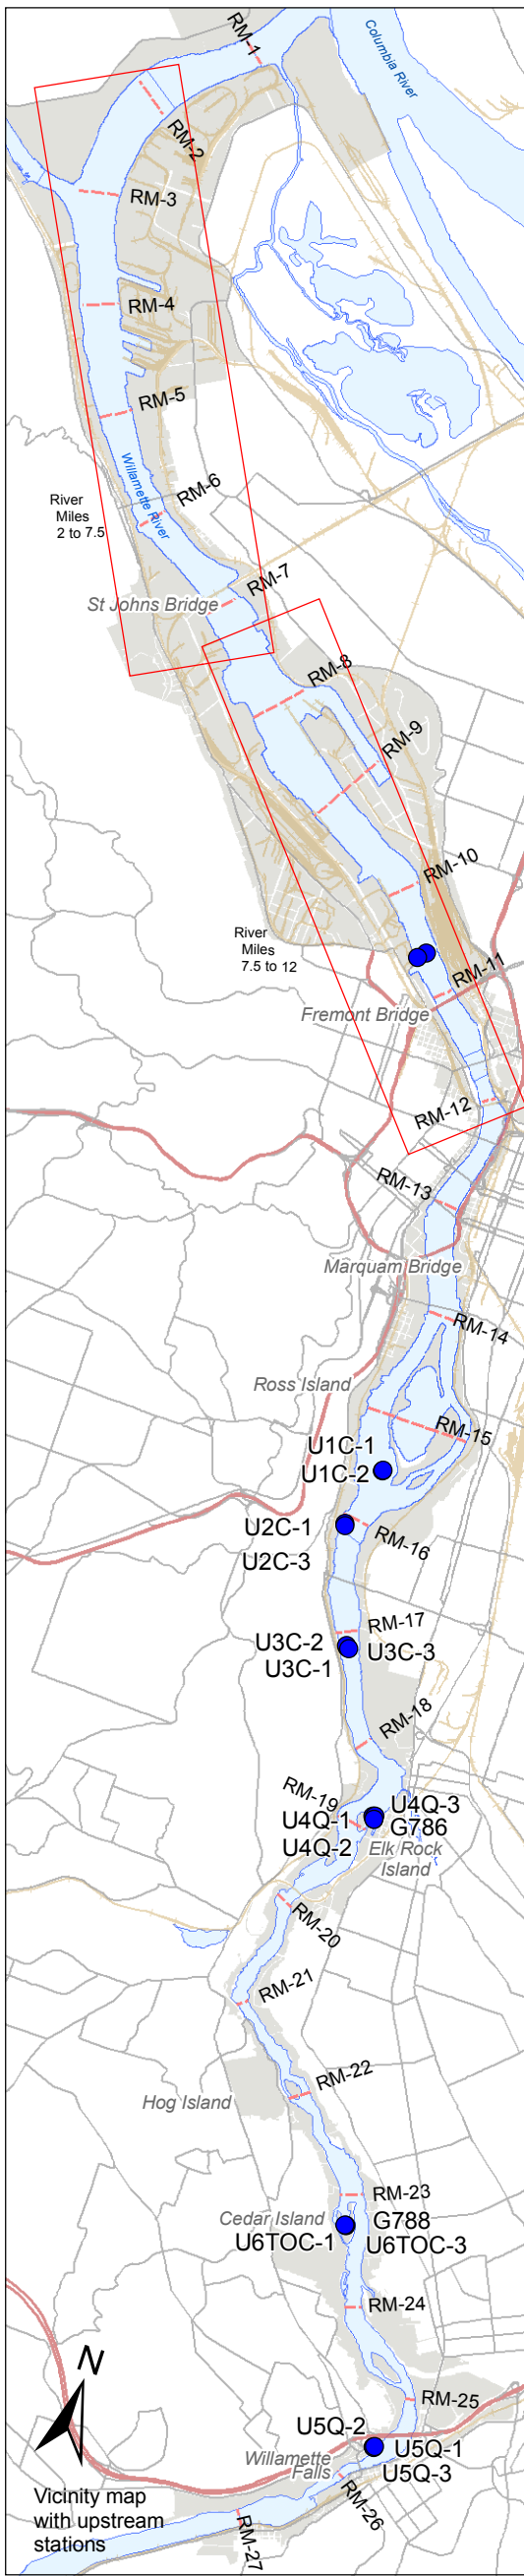 RM-1
Columbia River
RM-2
RM-3
RM-4
RM-5
Willamette River
RM-6
River
Miles
2 to 7.5
RM-7
St Johns Bridge
RM-8
RM-9
RM-10
River
Miles
7.5 to 12
RM-11
Fremont Bridge
RM-12
RM-13
Marquam Bridge
RM-14
Ross Island
RM-15
U1C-1
U1C-2
U2C-1
RM-16
U2C-3
RM-17
U3C-2
U3C-3
U3C-1
RM-18
RM-19
U4Q-3
U4Q-1
G786
U4Q-2
Elk Rock
Island
RM-20
RM-21
RM-22
Hog Island
RM-23
Cedar Island
G788
U6TOC-1
U6TOC-3
RM-24
N
RM-25
U5Q-2
U5Q-1
Willamette
Falls
U5Q-3
RM-26
Vicinity map
with upstream
stations
RM-27